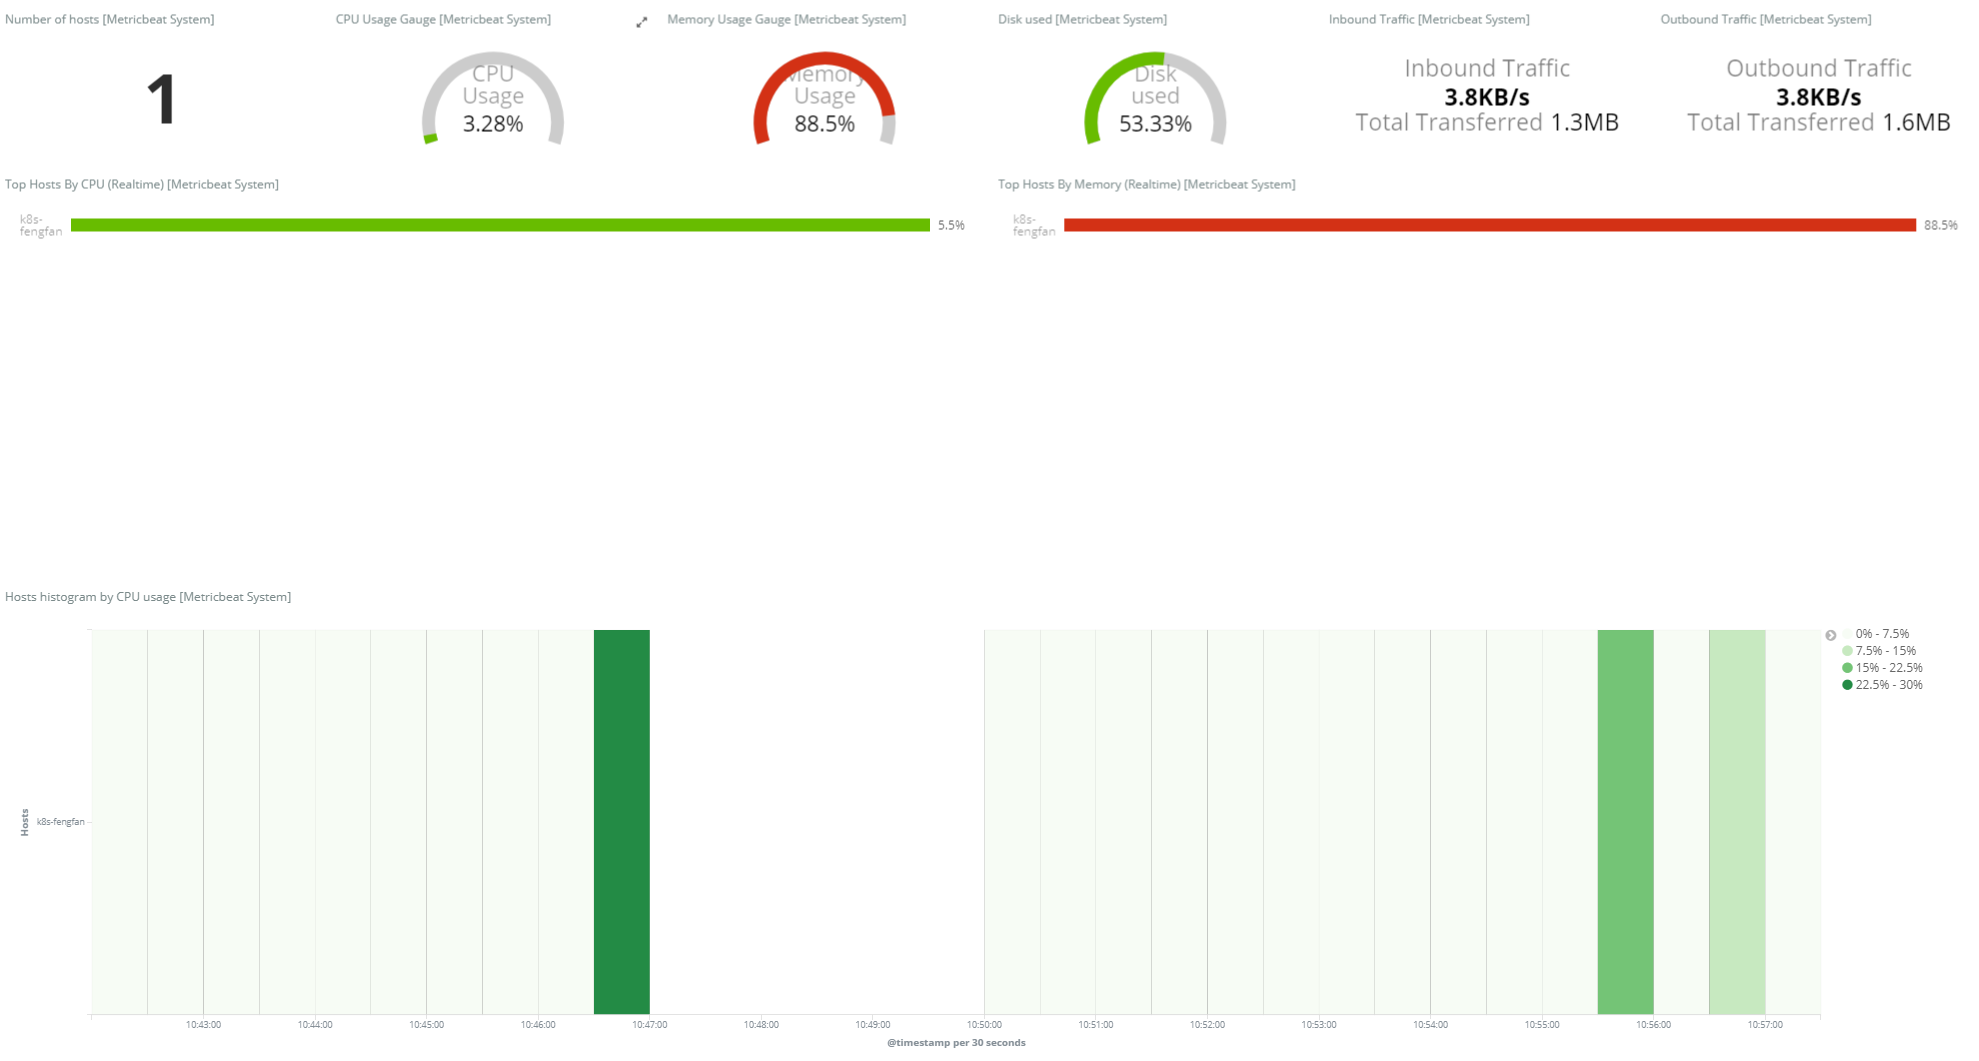 Number of hosts [Metricbeat System]
1
CPU Usage Gauge [Metricbeat System]
CPU
Usage
3.28%
Memory Usage Gauge [Metricbeat System]
Memory
Usage
88.5%
Disk used [Metricbeat System]
Disk
used
53.33%
Inbound Traffic [Metricbeat System]
Inbound Traffic
3.8KB/s
Total Transferred 1.3MB
Outbound Traffic [Metricbeat System]
Outbound Traffic
3.8KB/s
Total Transferred 1.6MB
Top Hosts By CPU (Realtime) [Metricbeat System]
k8s-
fengfan
5.5%
Top Hosts By Memory (Realtime) [Metricbeat System]
k8s-
fengfan
88.5%
Hosts histogram by CPU usage [Metricbeat System]
0% - 7.5%
7.5% - 15%
15% - 22.5%
22.5% - 30%
Hosts
k8s-fengfan
10:43:00 10:44:00 10:45:00 10:46:00 10:47:00 10:48:00 10:49:00 10:50:00 10:51:00 10:52:00 10:53:00 10:54:00 10:55:00 10:56:00 10:57:00
@timestamp per 30 seconds